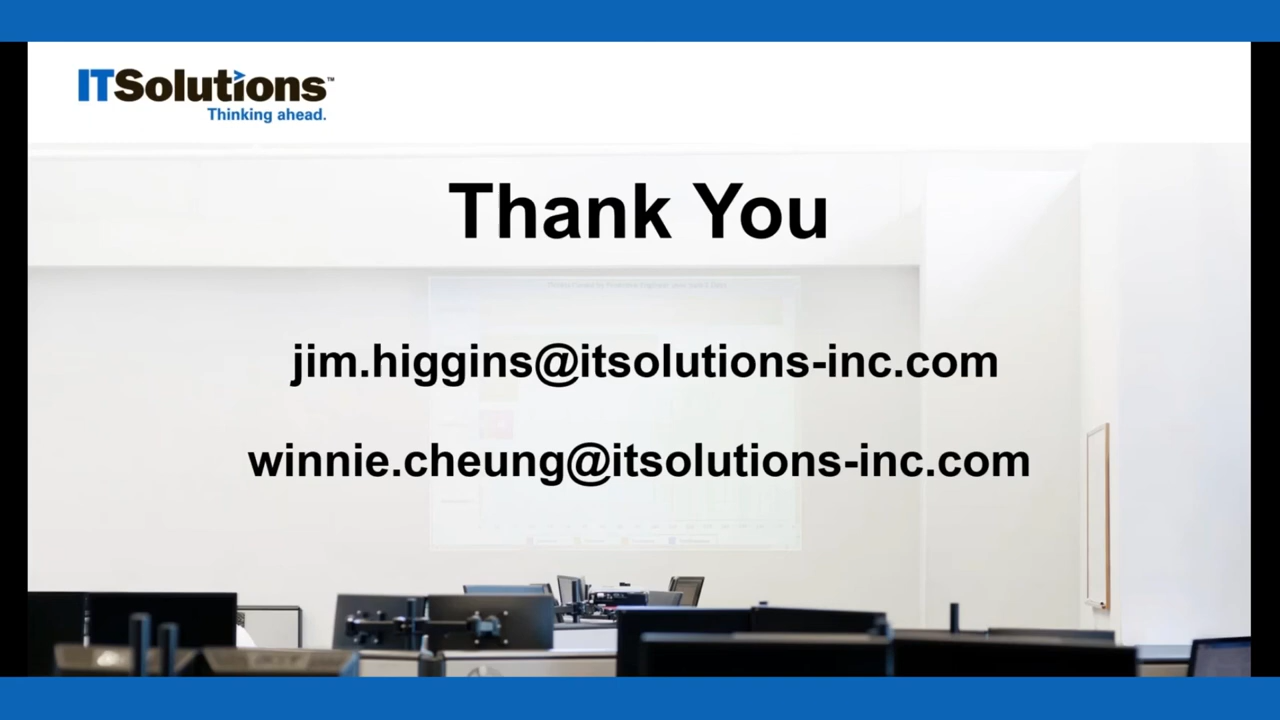 ITSolutions™
Thinking ahead.
Thank You
jim.higgins@itsolutions-inc.com
winnie.cheung@itsolutions-inc.com